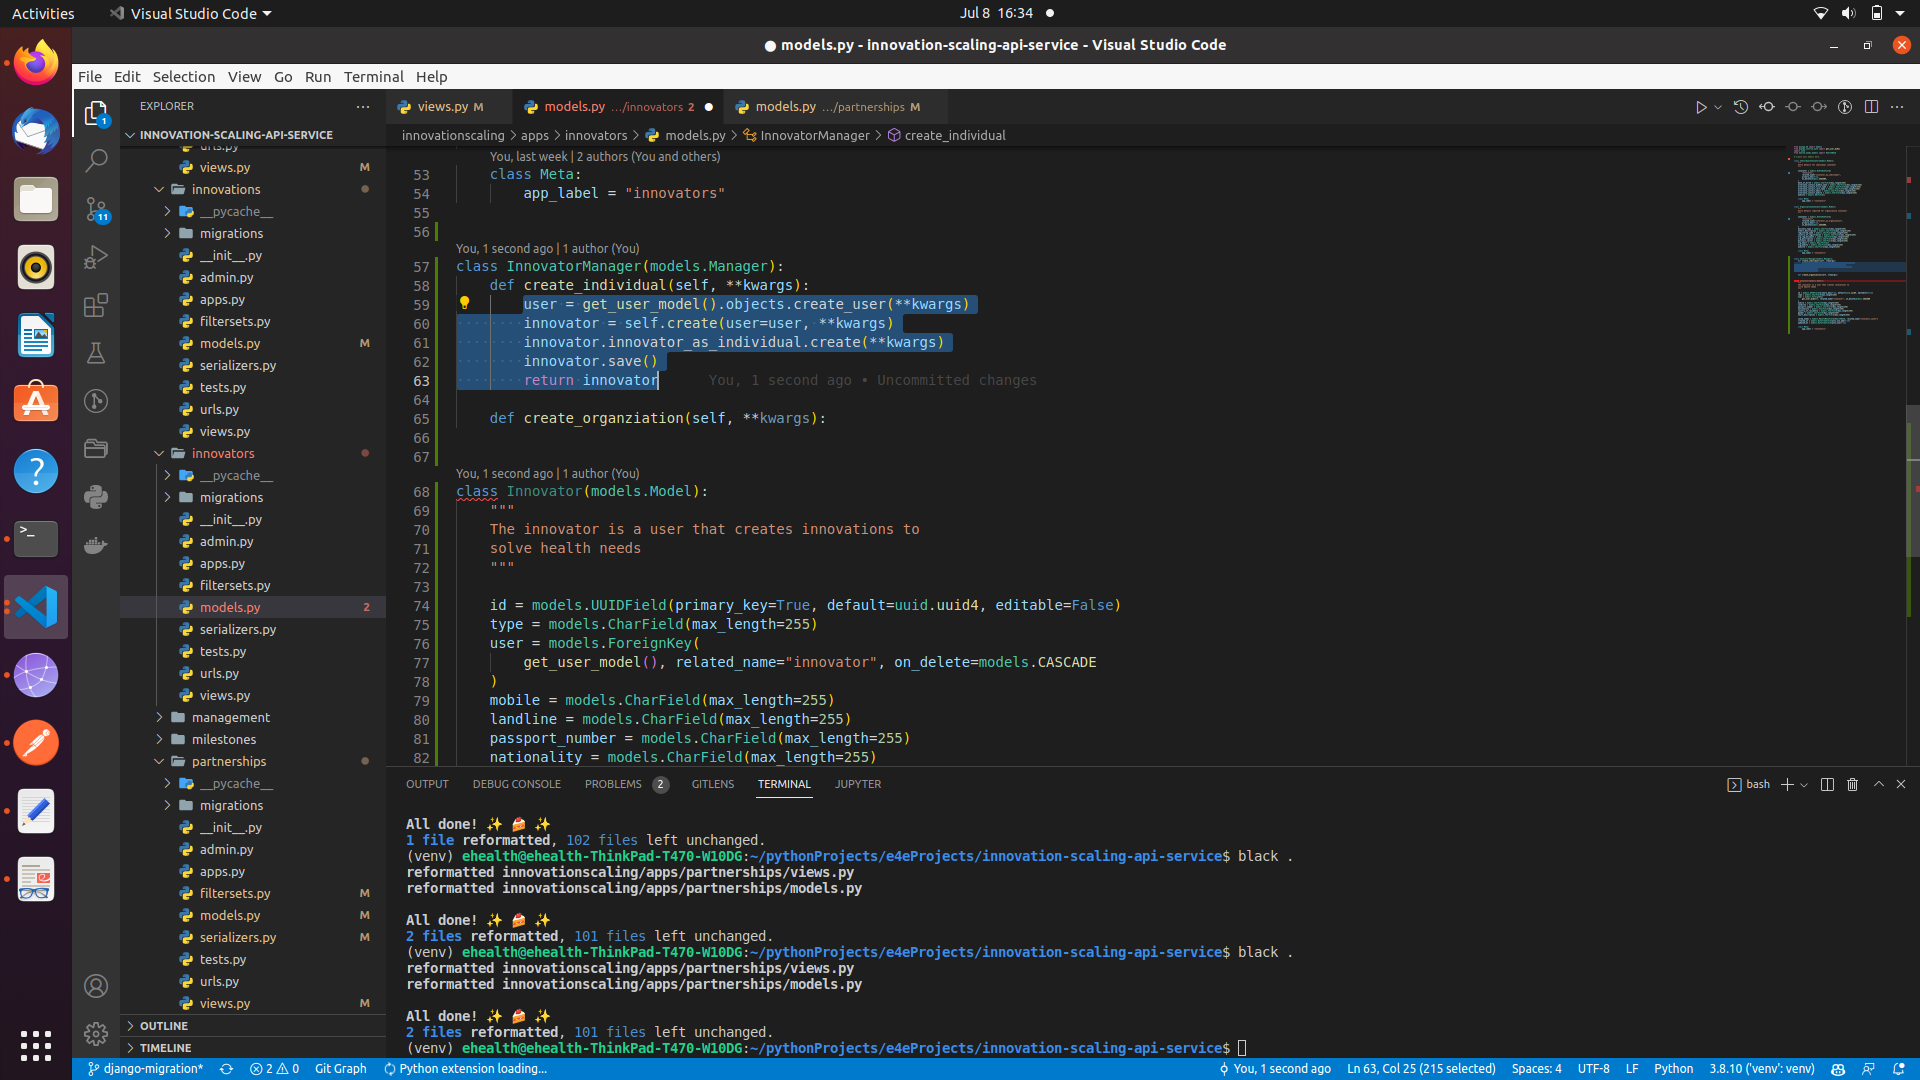 Activities
Visual Studio Code
Jul 8 16:34
● models.py - innovation-scaling-api-service - Visual Studio Code
File Edit Selection View Go Run Terminal Help
EXPLORER
INNOVATION-SCALING-API-SERVICE
urls.py
views.py M
innovations
__pycache__
migrations
__init__.py
admin.py
apps.py
filtersets.py
models.py M
serializers.py
tests.py
urls.py
views.py
innovators
__pycache__
migrations
__init__.py
admin.py
apps.py
filtersets.py
models.py 2
serializers.py
tests.py
urls.py
views.py
management
milestones
partnerships
__pycache__
migrations
__init__.py
admin.py
apps.py
filtersets.py M
models.py M
serializers.py M
tests.py
urls.py
views.py M
OUTLINE
TIMELINE
1
11
views.py M
models.py .../innovators 2
models.py .../partnerships M
innovationscaling > apps > innovators > models.py > InnovatorManager > create_individual
You, last week | 2 authors (You and others)
53 class Meta:
54 app_label = "innovators"
55
56
You, 1 second ago | 1 author (You)
57 class InnovatorManager(models.Manager):
58 def create_individual(self, **kwargs):
59 user = get_user_model().objects.create_user(**kwargs)
60 innovator = self.create(user=user, **kwargs)
61 innovator.innovator_as_individual.create(**kwargs)
62 innovator.save()
63 return innovator You, 1 second ago • Uncommitted changes
64
65 def create_organziation(self, **kwargs):
66
67
You, 1 second ago | 1 author (You)
68 class Innovator(models.Model):
69 """
70 The innovator is a user that creates innovations to
71 solve health needs
72 """
73
74 id = models.UUIDField(primary_key=True, default=uuid.uuid4, editable=False)
75 type = models.CharField(max_length=255)
76 user = models.ForeignKey(
77 get_user_model(), related_name="innovator", on_delete=models.CASCADE
78 )
79 mobile = models.CharField(max_length=255)
80 landline = models.CharField(max_length=255)
81 passport_number = models.CharField(max_length=255)
82 nationality = models.CharField(max_length=255)
OUTPUT DEBUG CONSOLE PROBLEMS 2 GITLENS TERMINAL JUPYTER
bash
All done! ✨ 🍰 ✨
1 file reformatted, 102 files left unchanged.
(venv) ehealth@ehealth-ThinkPad-T470-W10DG:~/pythonProjects/e4eProjects/innovation-scaling-api-service$ black .
reformatted innovationscaling/apps/partnerships/views.py
reformatted innovationscaling/apps/partnerships/models.py
All done! ✨ 🍰 ✨
2 files reformatted, 101 files left unchanged.
(venv) ehealth@ehealth-ThinkPad-T470-W10DG:~/pythonProjects/e4eProjects/innovation-scaling-api-service$ black .
reformatted innovationscaling/apps/partnerships/views.py
reformatted innovationscaling/apps/partnerships/models.py
All done! ✨ 🍰 ✨
2 files reformatted, 101 files left unchanged.
(venv) ehealth@ehealth-ThinkPad-T470-W10DG:~/pythonProjects/e4eProjects/innovation-scaling-api-service$
django-migration* 2 0 Git Graph Python extension loading... You, 1 second ago Ln 63, Col 25 (215 selected) Spaces: 4 UTF-8 LF Python 3.8.10 ('venv': venv)